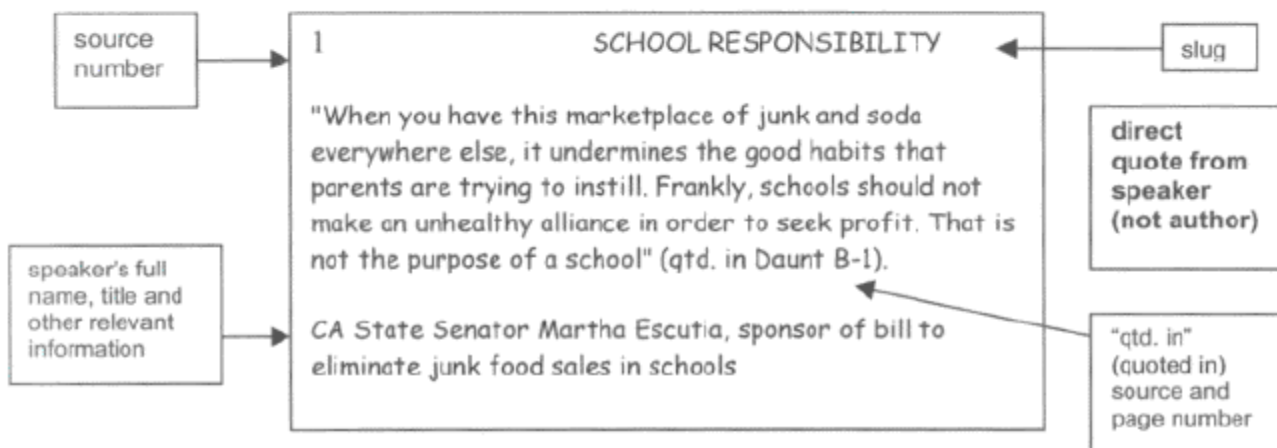 source
number
1 SCHOOL RESPONSIBILITY
slug
"When you have this marketplace of junk and soda
everywhere else, it undermines the good habits that
parents are trying to instill. Frankly, schools should not
make an unhealthy alliance in order to seek profit. That is
not the purpose of a school" (qtd. in Daunt B-1).
direct
quote from
speaker
(not author)
speaker's full
name, title and
other relevant
information
CA State Senator Martha Escutia, sponsor of bill to
eliminate junk food sales in schools
"qtd. in"
(quoted in)
source and
page number